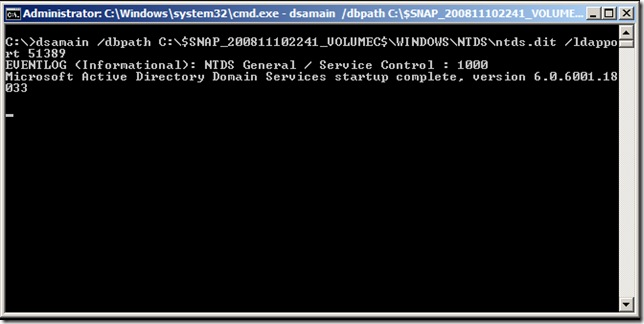 Administrator: C:\Windows\system32\cmd.exe - dsamain /dbpath C:\$SNAP_200811102241_VOLUME...
C:\>dsamain /dbpath C:\$SNAP_200811102241_VOLUMEC$\WINDOWS\NTDS\ntds.dit /ldappo
rt 51389
EVENTLOG (Informational): NTDS General / Service Control : 1000
Microsoft Active Directory Domain Services startup complete, version 6.0.6001.18
033